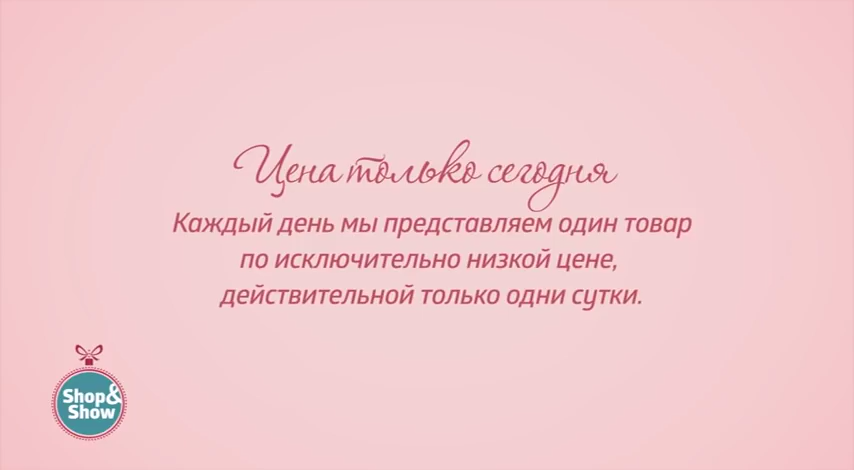 Цена только сегодня
Каждый день мы представляем один товар
по исключительно низкой цене,
действительной только одни сутки.
Shop&
Show